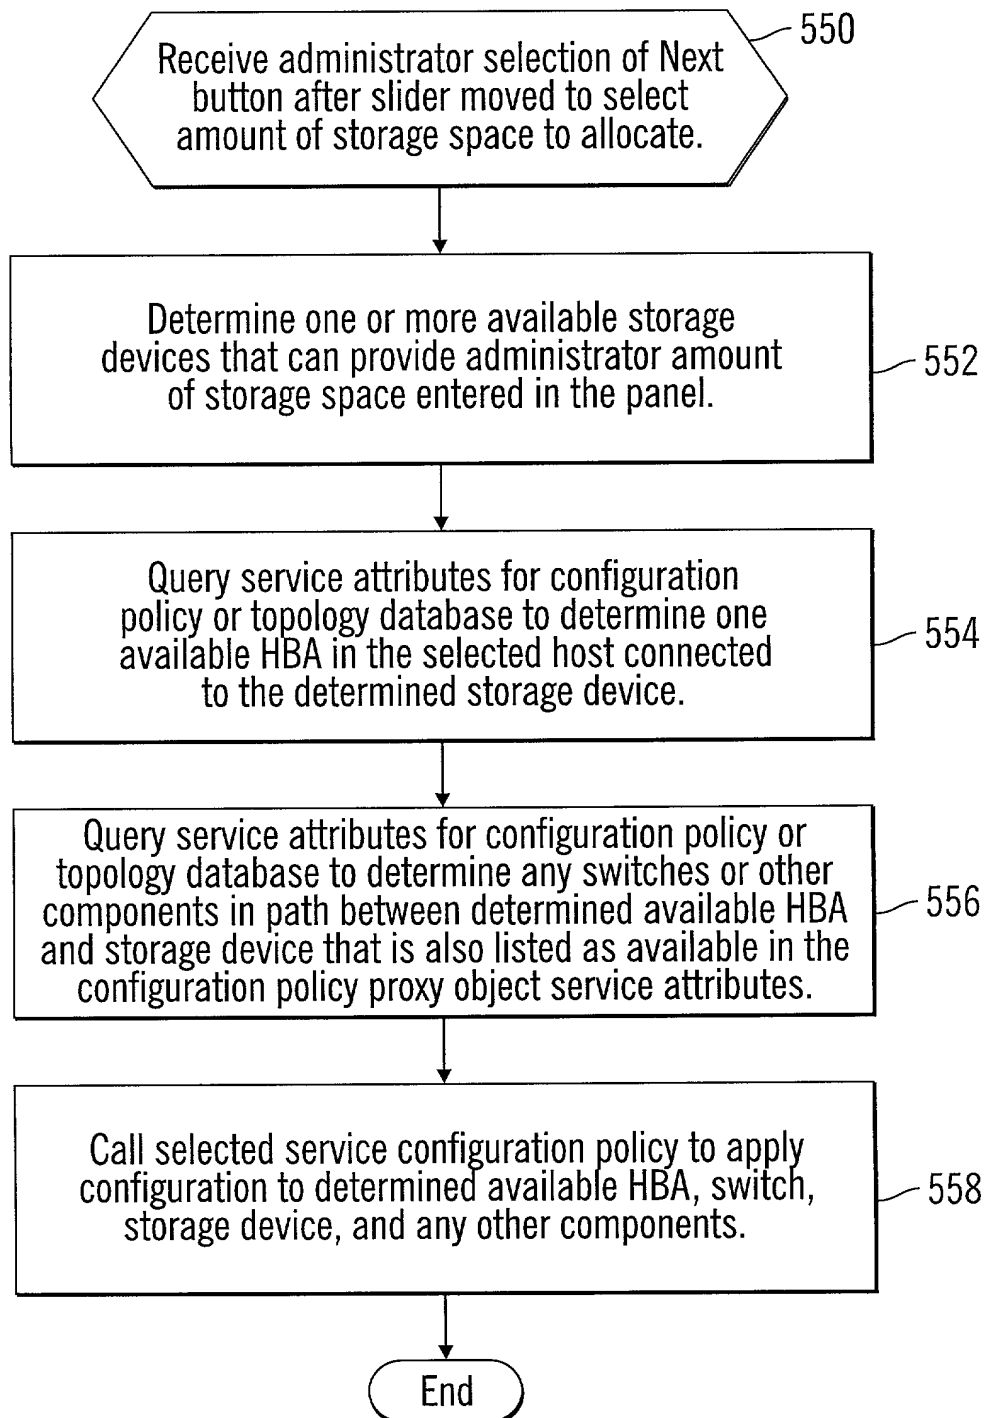 Receive administrator selection of Next
button after slider moved to select
amount of storage space to allocate.
550
Determine one or more available storage
devices that can provide administrator amount
of storage space entered in the panel.
552
Query service attributes for configuration
policy or topology database to determine one
available HBA in the selected host connected
to the determined storage device.
554
Query service attributes for configuration policy or
topology database to determine any switches or other
components in path between determined available HBA
and storage device that is also listed as available in the
configuration policy proxy object service attributes.
556
Call selected service configuration policy to apply
configuration to determined available HBA, switch,
storage device, and any other components.
558
End